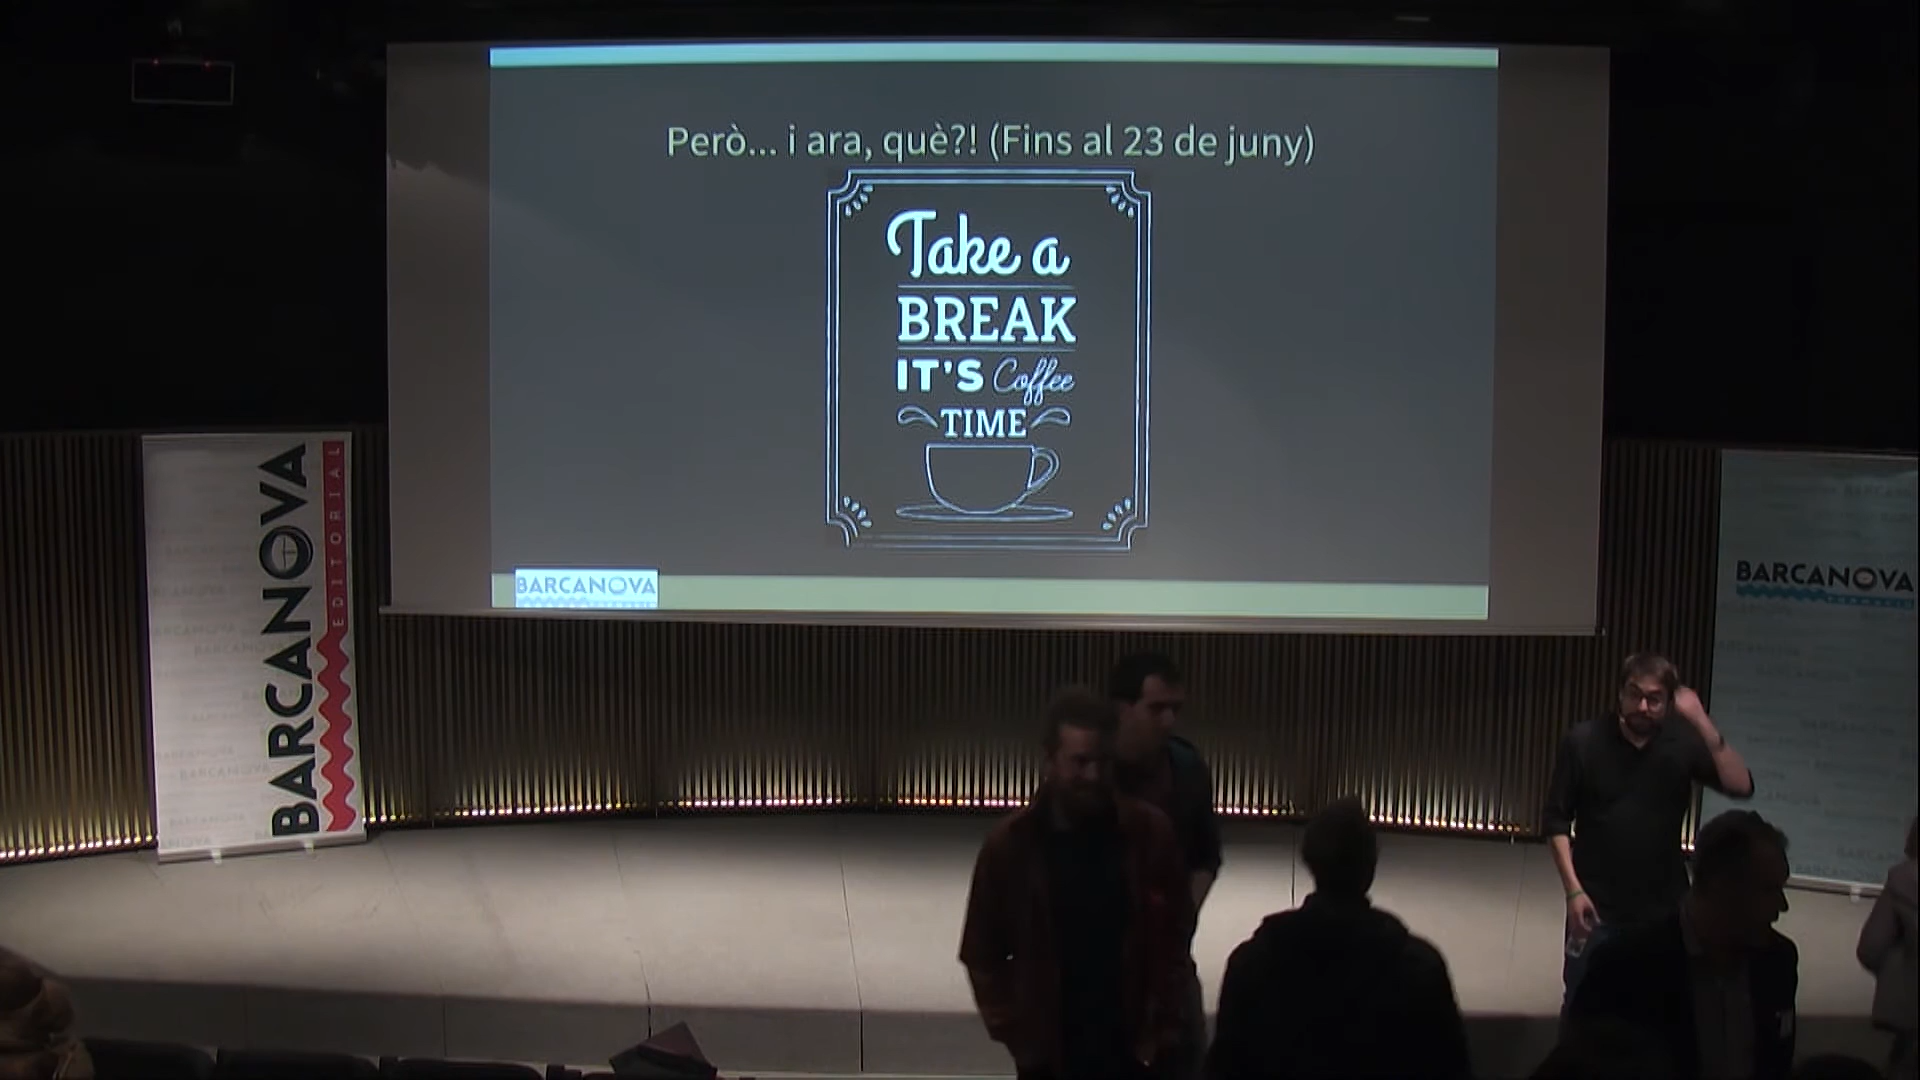 Però... i ara, què?! (Fins al 23 de juny)
Take a
BREAK
IT'S Coffee
TIME
BARCANOVA
BARCANOVA
EDITORIAL
BARCANOVA